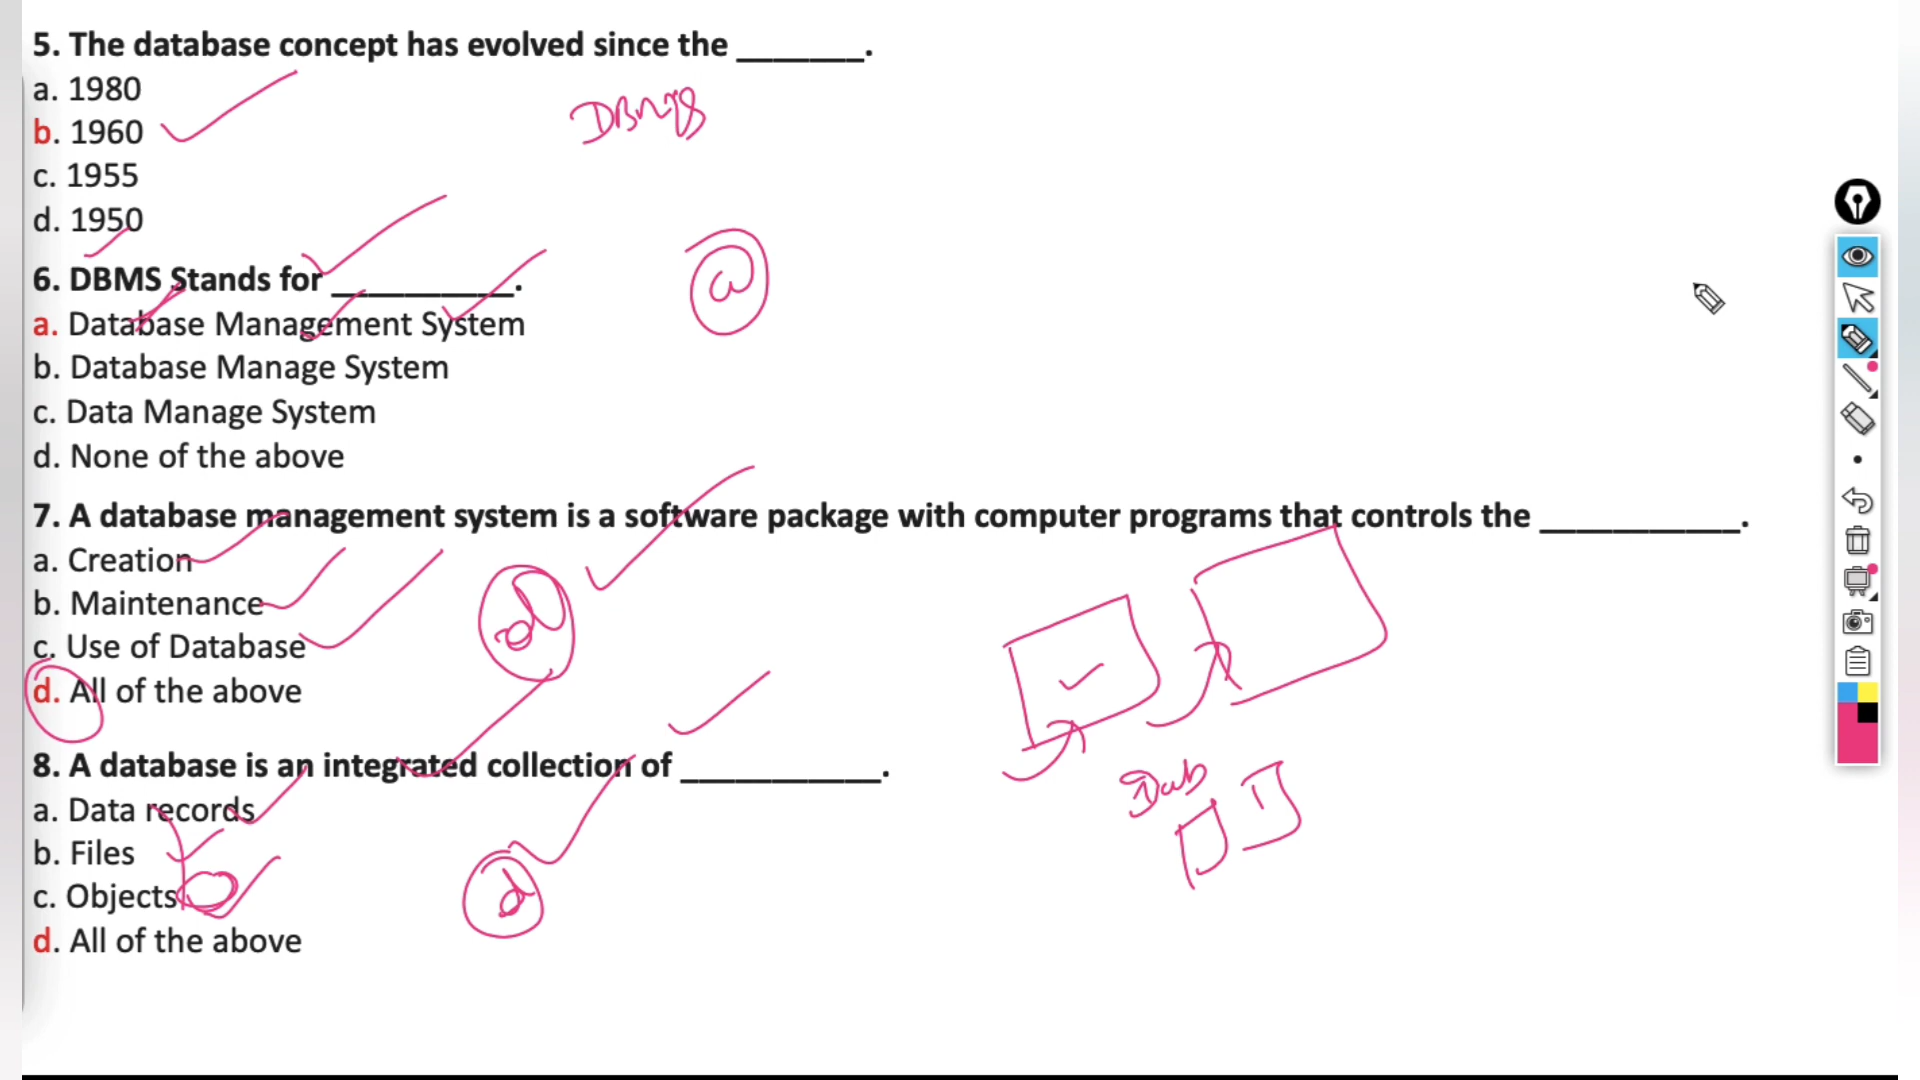 5. The database concept has evolved since the _______.
a. 1980
b. 1960
c. 1955
d. 1950
DBMS
6. DBMS Stands for __________.
a. Database Management System
b. Database Manage System
c. Data Manage System
d. None of the above
a
7. A database management system is a software package with computer programs that controls the ___________.
a. Creation
b. Maintenance
c. Use of Database
d. All of the above
d
8. A database is an integrated collection of ___________.
a. Data records
b. Files
c. Objects
d. All of the above
d